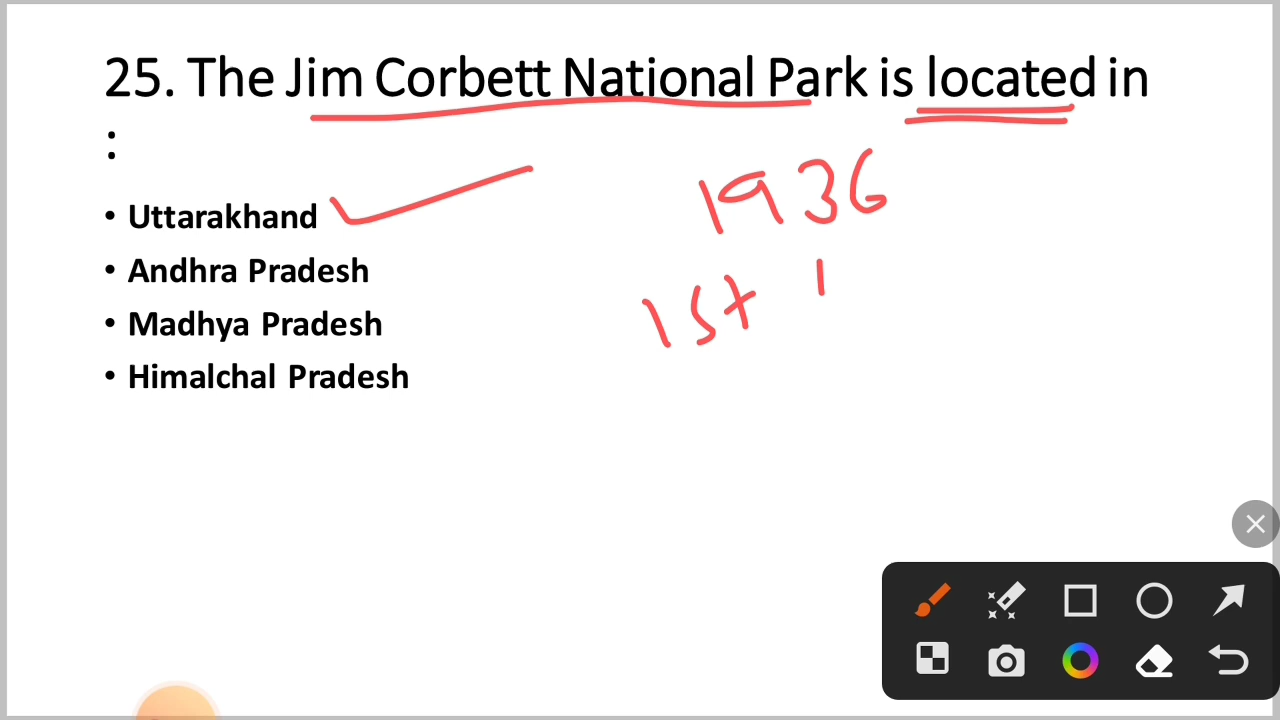 25. The Jim Corbett National Park is located in
:
• Uttarakhand
1936
• Andhra Pradesh
1st
• Madhya Pradesh
• Himalchal Pradesh